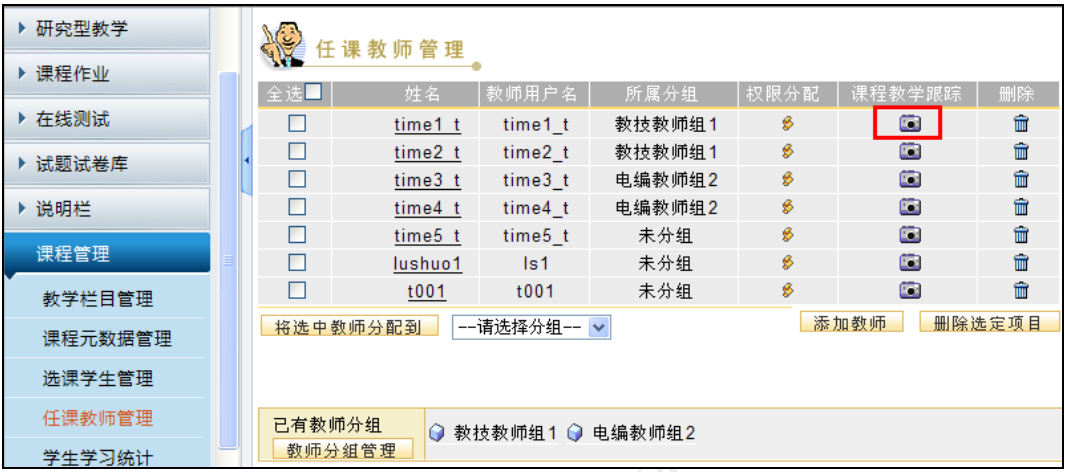 研究型教学
课程作业
在线测试
试题试卷库
说明栏
课程管理
教学栏目管理
课程元数据管理
选课学生管理
任课教师管理
学生学习统计
任课教师管理
全选 姓名 教师用户名 所属分组 权限分配 课程教学跟踪 删除
time1_t time1_t 教技教师组1
time2_t time2_t 教技教师组1
time3_t time3_t 电编教师组2
time4_t time4_t 电编教师组2
time5_t time5_t 未分组
lushuo1 ls1 未分组
t001 t001 未分组
将选中教师分配到 --请选择分组-- 添加教师 删除选定项目
已有教师分组
教师分组管理
教技教师组1 电编教师组2